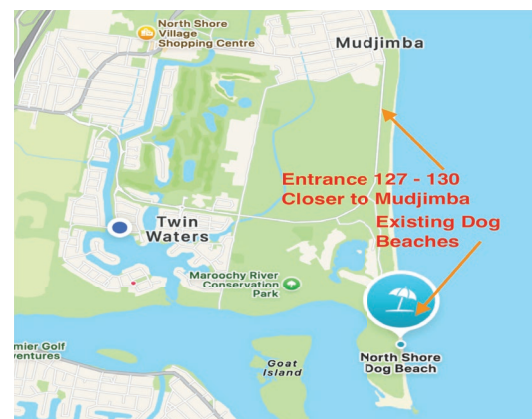 North Shore
Village
Shopping Centre
Mudjimba
Entrance 127 - 130
Closer to Mudjimba
Existing Dog
Beaches
Twin
Waters
Maroochy River
Conservation
Park
mier Golf
ventures
Goat
Island
North Shore
Dog Beach